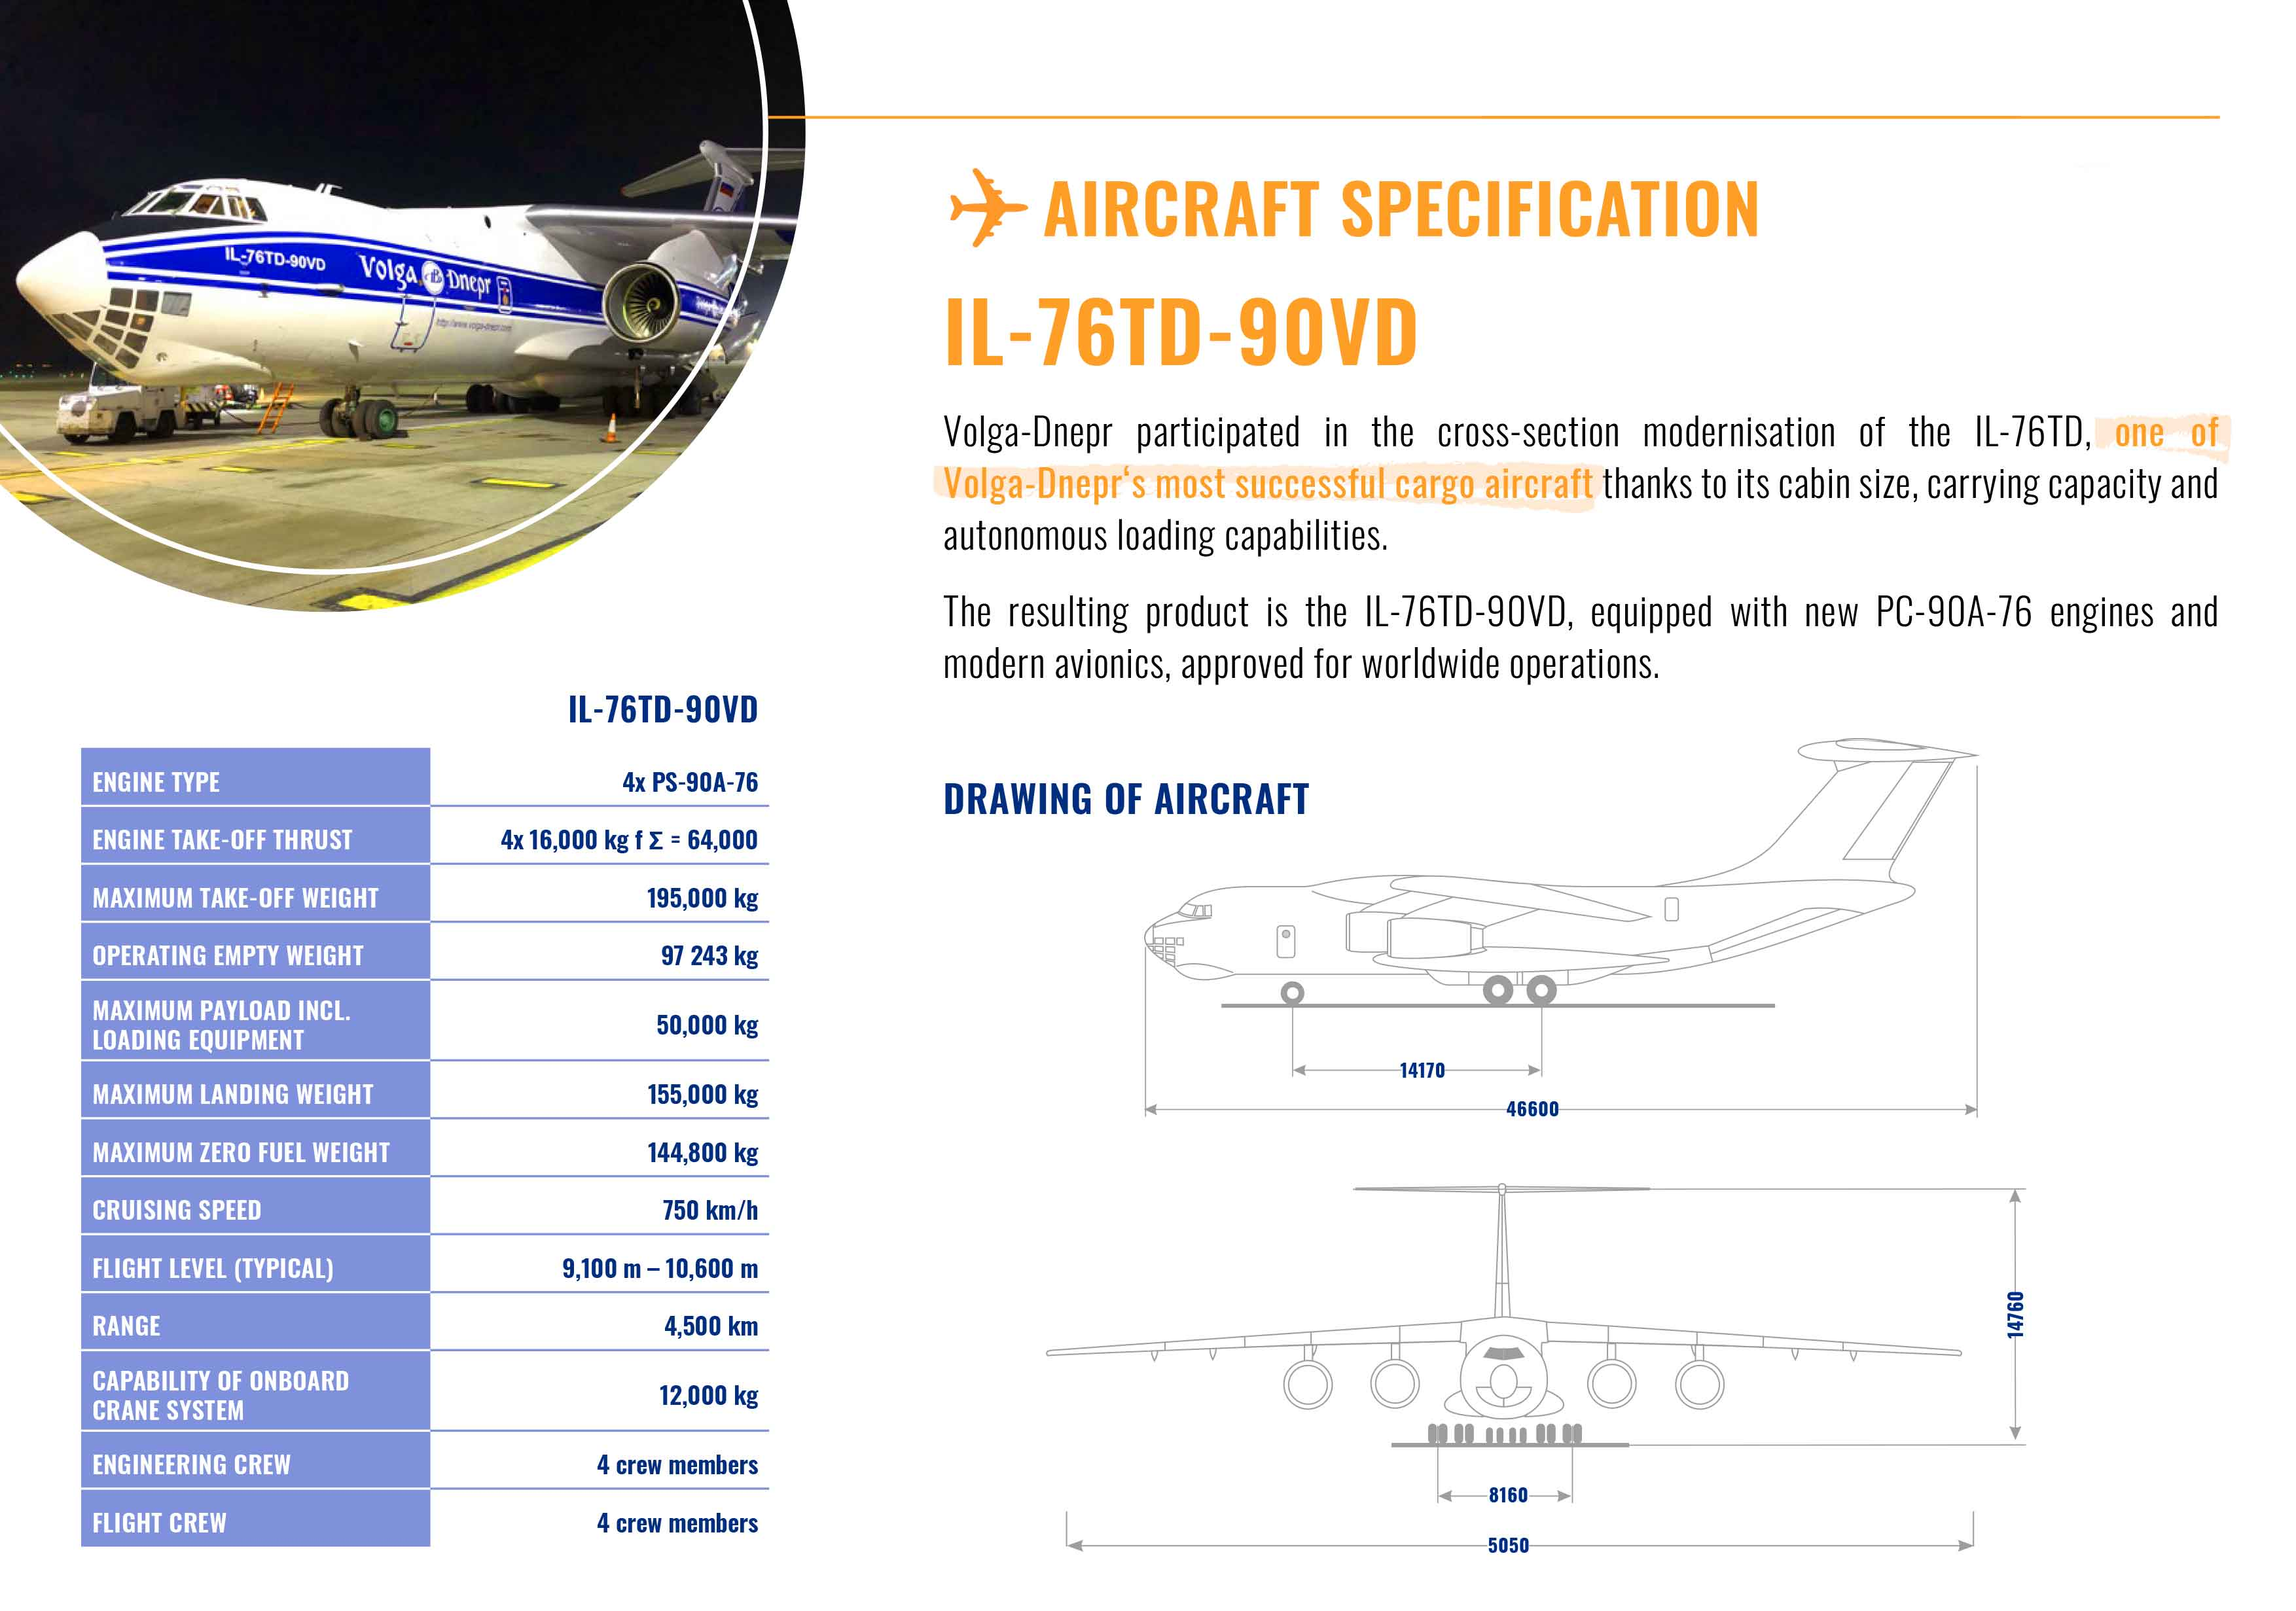 IL-76TD-90VD
Volga Dnepr
http://www.volga-dnepr.com
AIRCRAFT SPECIFICATION
IL-76TD-90VD
Volga-Dnepr participated in the cross-section modernisation of the IL-76TD, one of
Volga-Dnepr‘s most successful cargo aircraft thanks to its cabin size, carrying capacity and
autonomous loading capabilities.
The resulting product is the IL-76TD-90VD, equipped with new PC-90A-76 engines and
modern avionics, approved for worldwide operations.
IL-76TD-90VD
ENGINE TYPE 4x PS-90A-76
ENGINE TAKE-OFF THRUST 4x 16,000 kg f Σ = 64,000
MAXIMUM TAKE-OFF WEIGHT 195,000 kg
OPERATING EMPTY WEIGHT 97 243 kg
MAXIMUM PAYLOAD INCL.
LOADING EQUIPMENT 50,000 kg
MAXIMUM LANDING WEIGHT 155,000 kg
MAXIMUM ZERO FUEL WEIGHT 144,800 kg
CRUISING SPEED 750 km/h
FLIGHT LEVEL (TYPICAL) 9,100 m – 10,600 m
RANGE 4,500 km
CAPABILITY OF ONBOARD
CRANE SYSTEM 12,000 kg
ENGINEERING CREW 4 crew members
FLIGHT CREW 4 crew members
DRAWING OF AIRCRAFT
14170
46600
14760
8160
5050